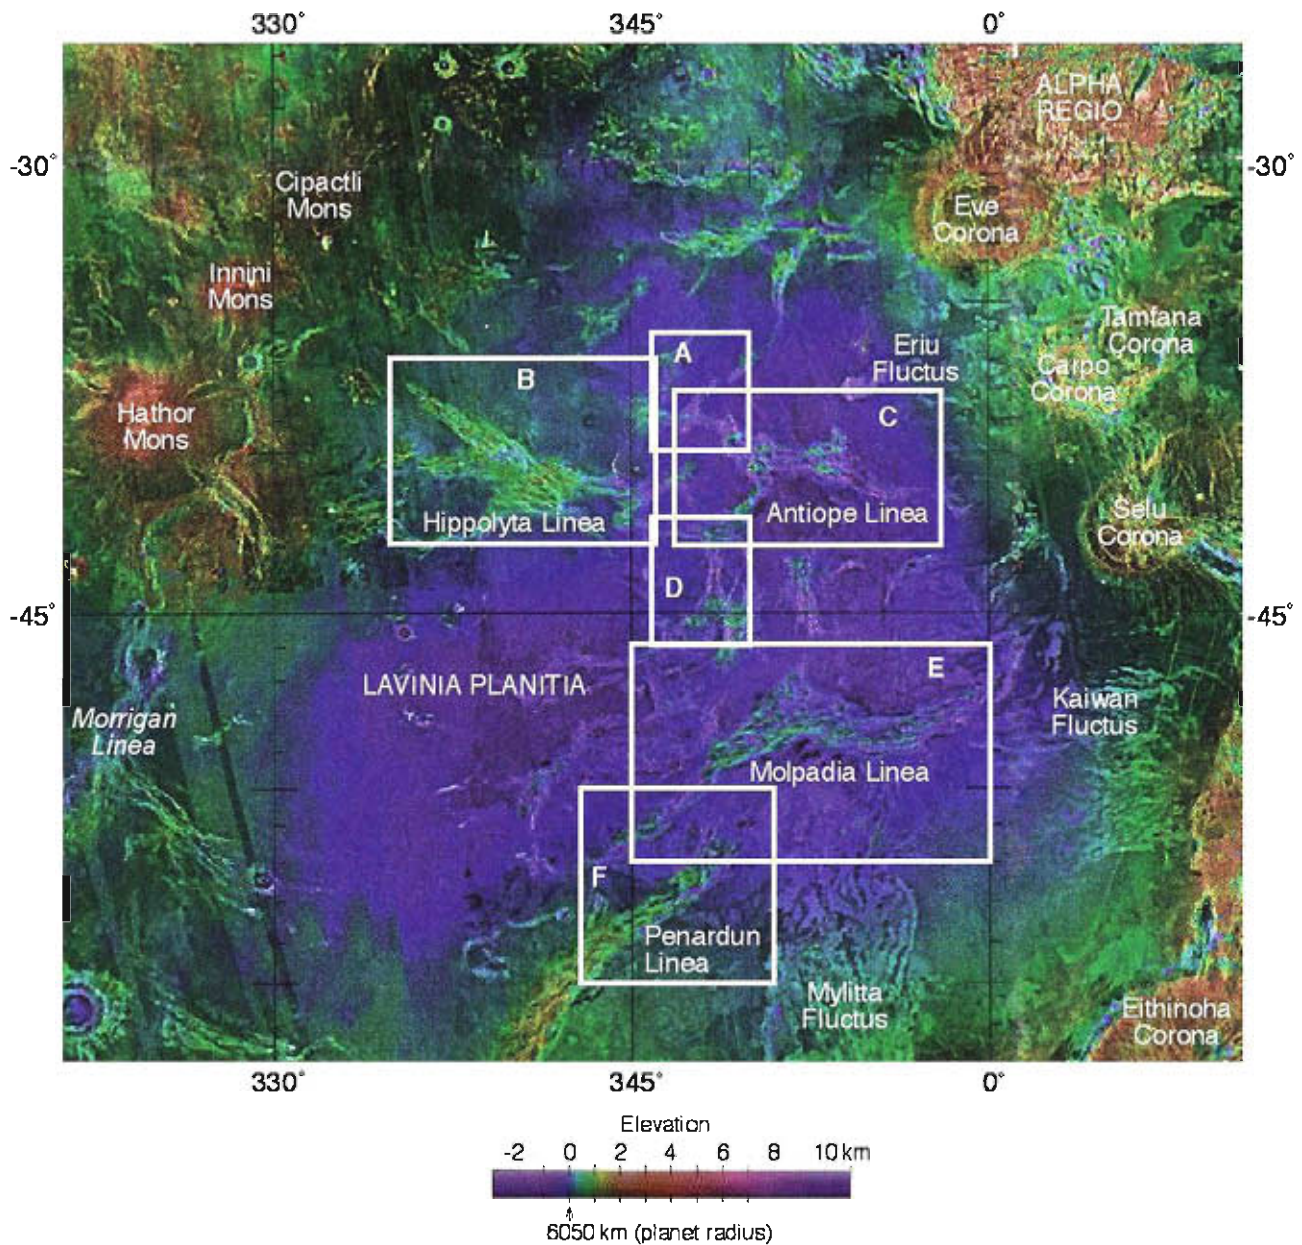 330°
345°
0°
ALPHA
REGIO
-30°
-30°
Cipactli
Mons
Eve
Corona
Innini
Mons
Tamfana
Corona
A
Eriu
Fluctus
Carpo
Corona
B
Hathor
Mons
C
Hippolyta Linea
Antiope Linea
Selu
Corona
D
-45°
-45°
E
LAVINIA PLANITIA
Kaiwan
Fluctus
Morrigan
Linea
Molpadia Linea
F
Penardun
Linea
Mylitta
Fluctus
Eithinoha
Corona
330°
345°
0°
Elevation
-2 0 2 4 6 8 10 km
6050 km (planet radius)